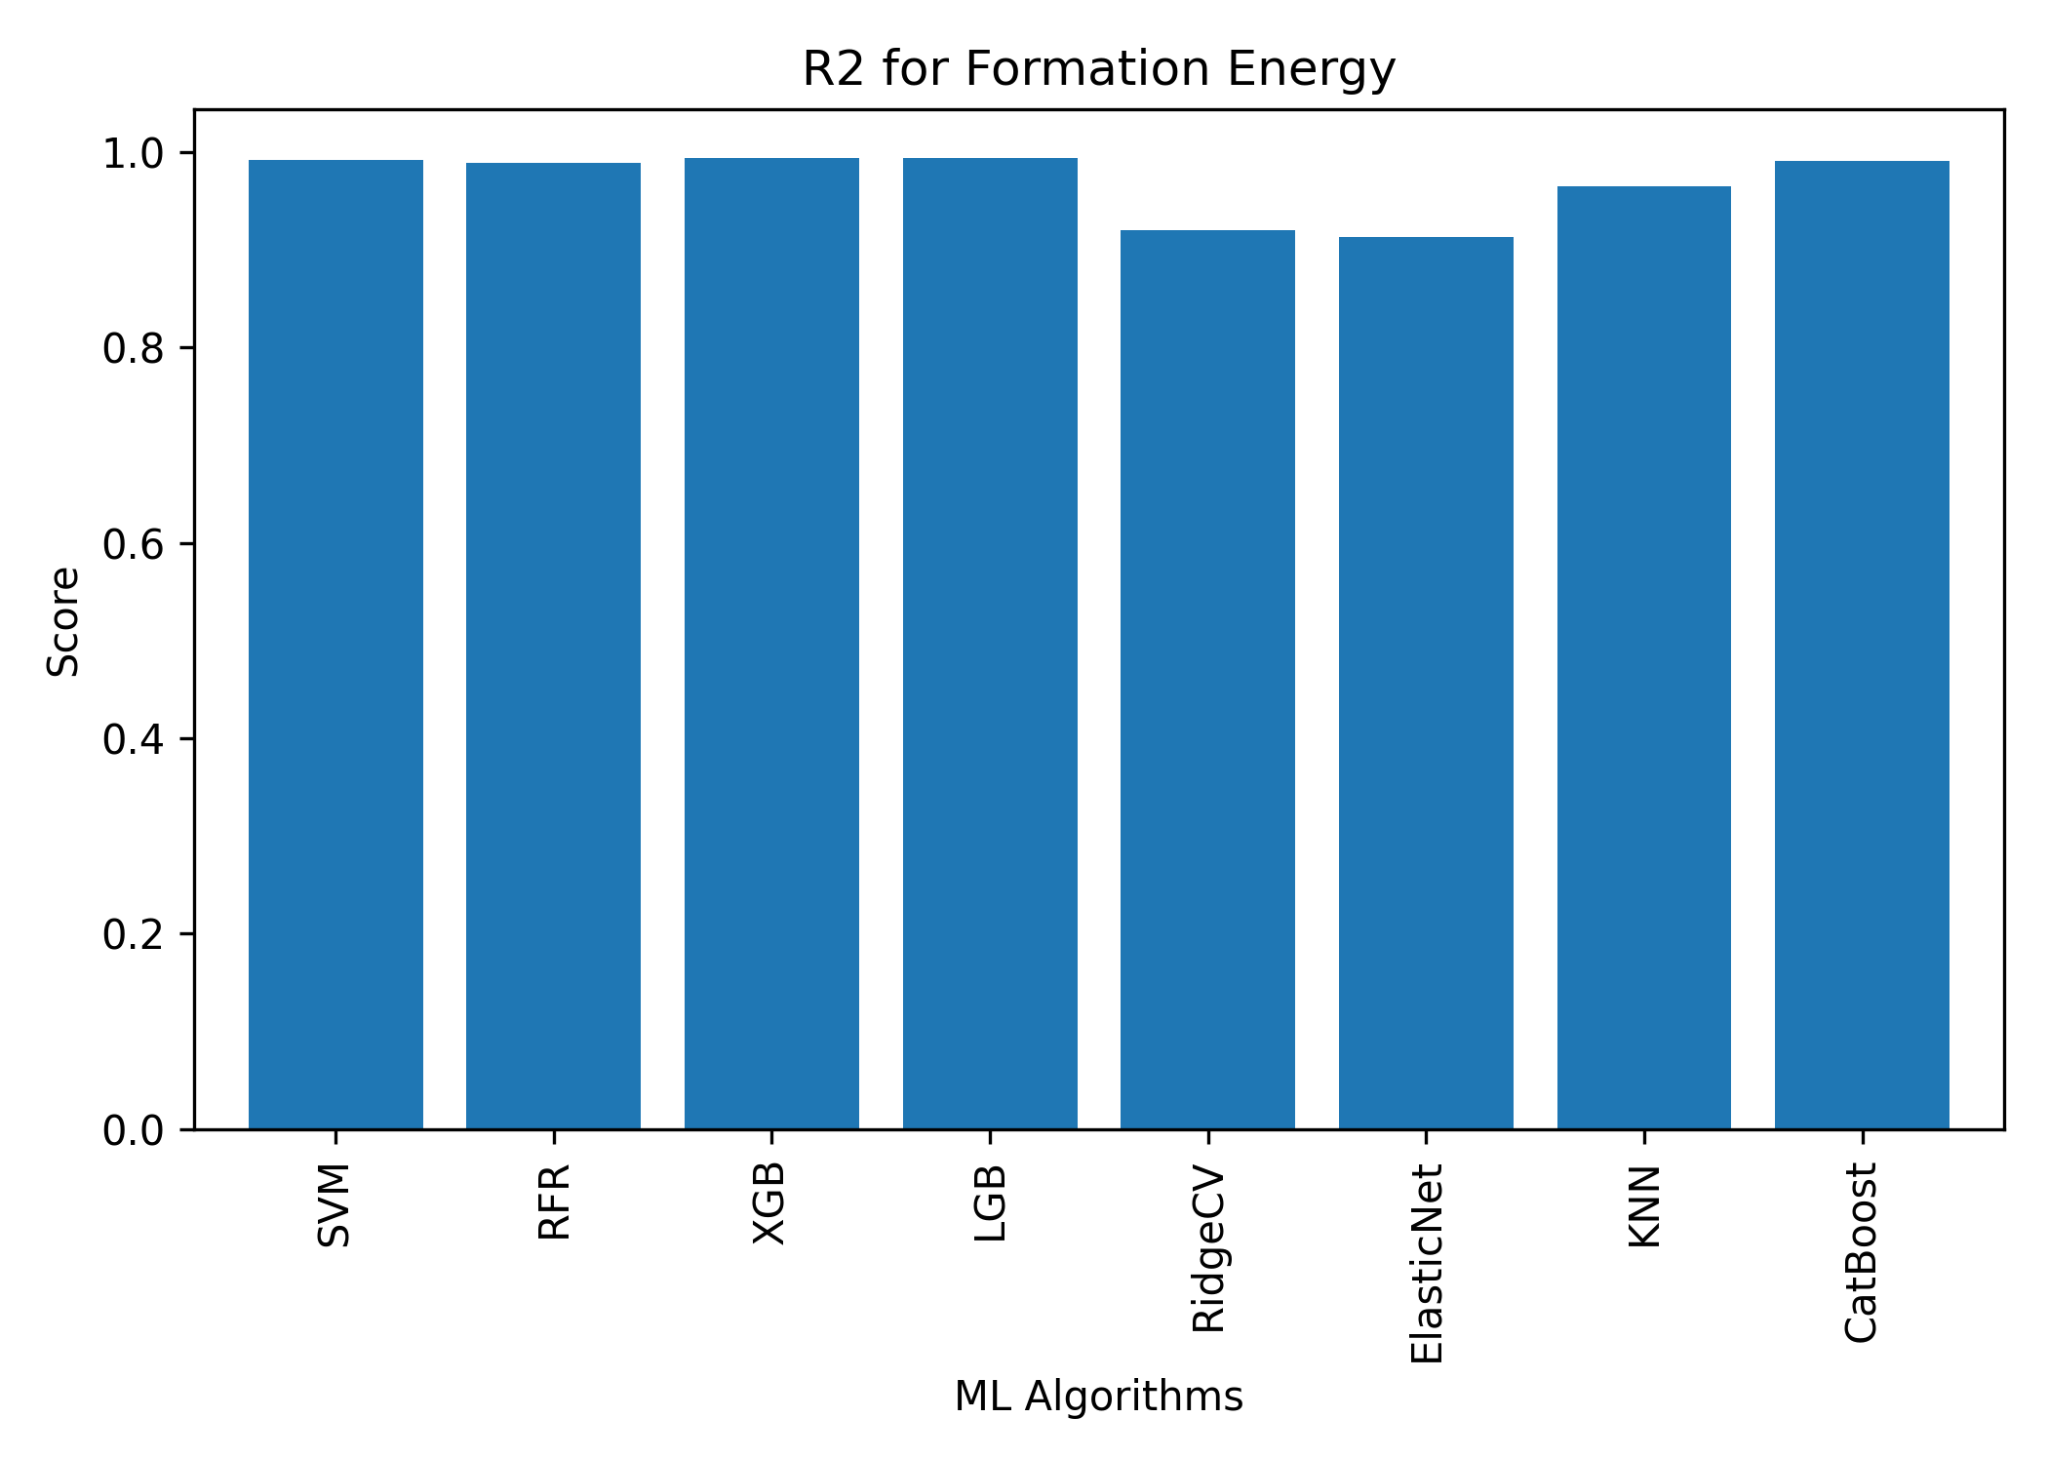 R2 for Formation Energy
Score
1.0
0.8
0.6
0.4
0.2
0.0
SVM
RFR
XGB
LGB
RidgeCV
ElasticNet
KNN
CatBoost
ML Algorithms